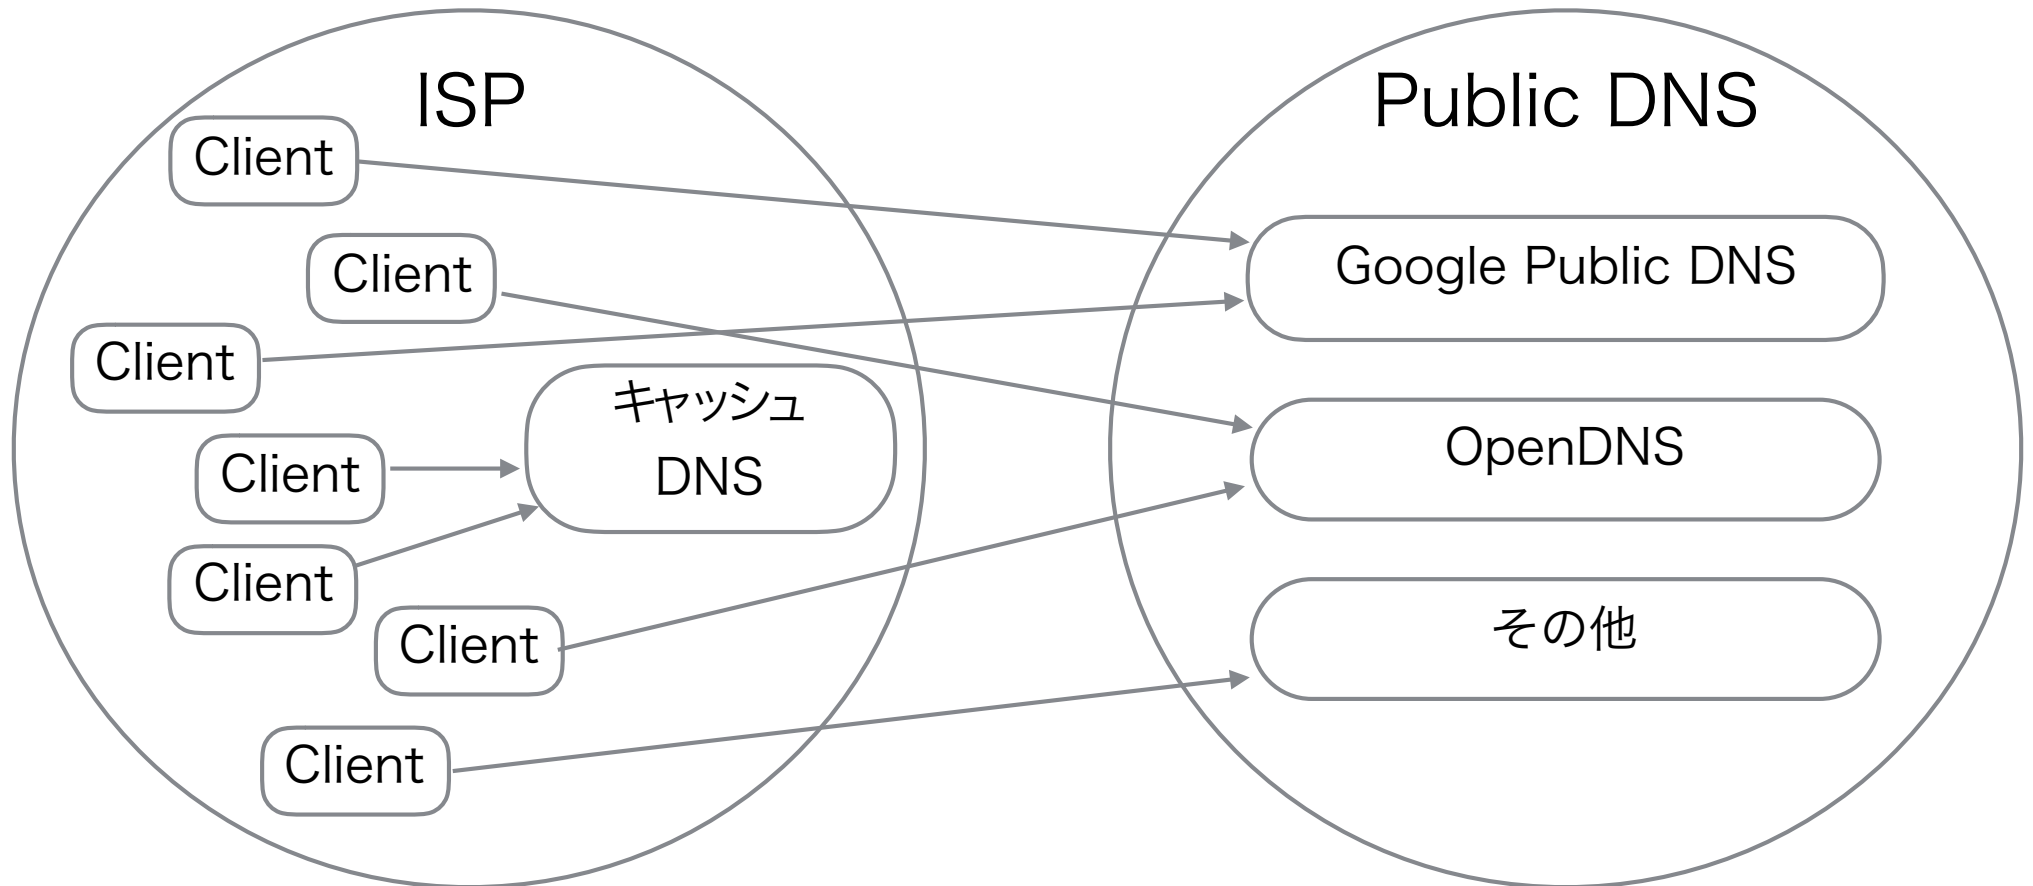 ISP
Client
Client
Client
キャッシュ
DNS
Client
Client
Client
Client
Public DNS
Google Public DNS
OpenDNS
その他